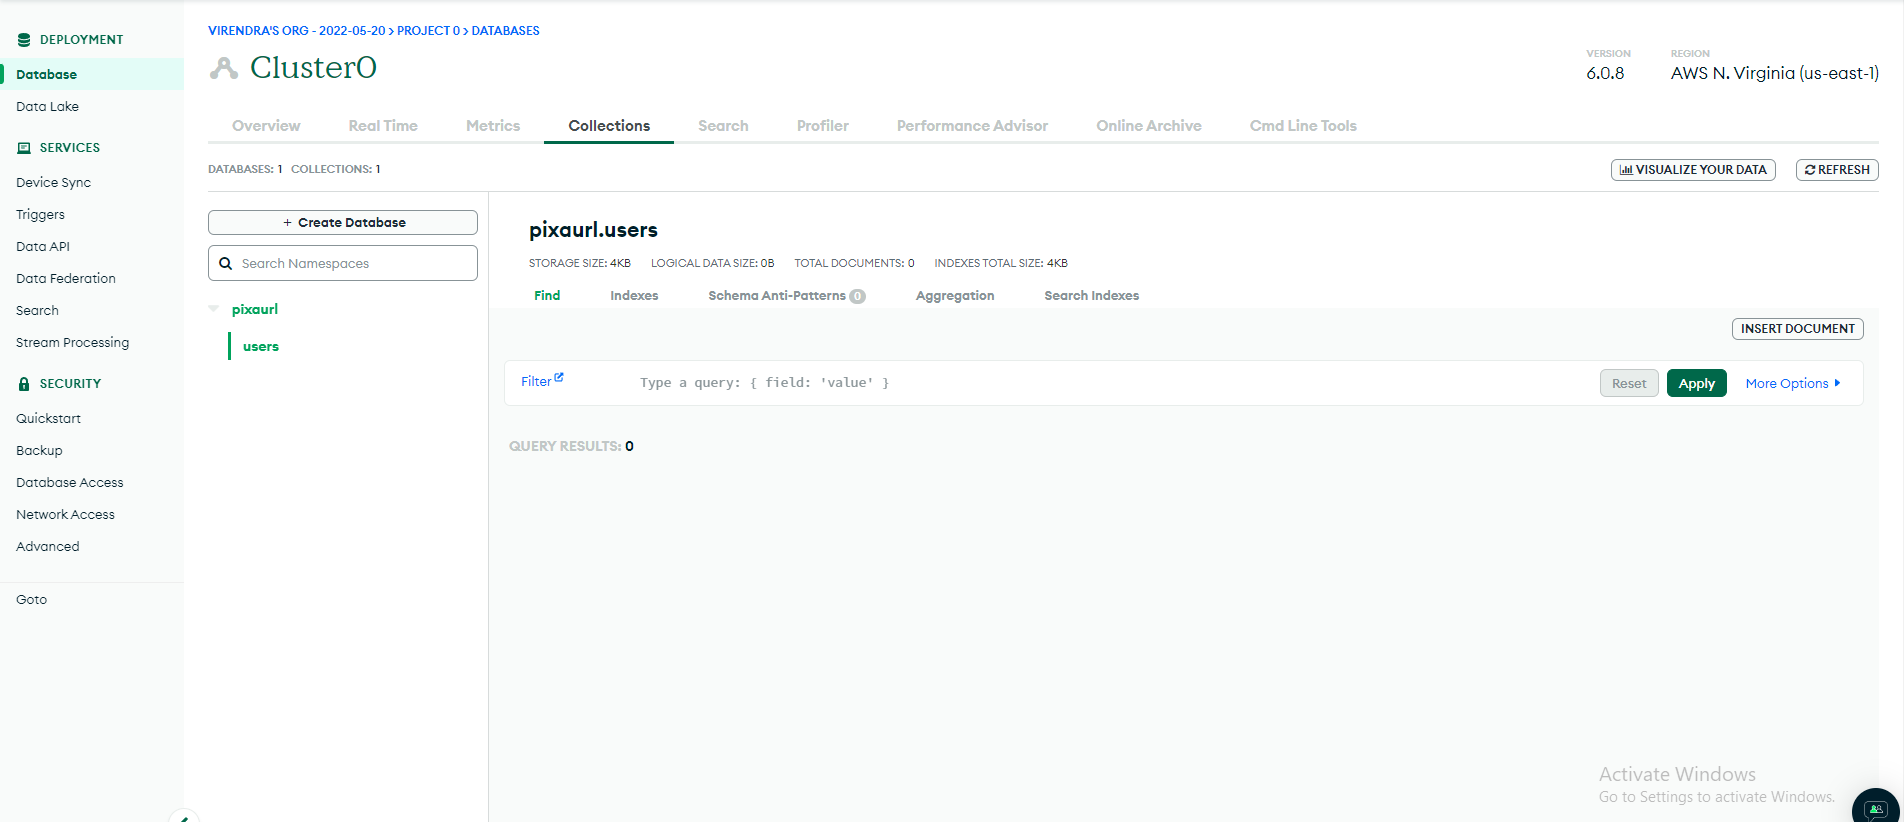 DEPLOYMENT
Database
Data Lake
SERVICES
Device Sync
Triggers
Data API
Data Federation
Search
Stream Processing
SECURITY
Quickstart
Backup
Database Access
Network Access
Advanced
Goto
VIRENDRA'S ORG - 2022-05-20 > PROJECT 0 > DATABASES
Cluster0
VERSION
6.0.8
REGION
AWS N. Virginia (us-east-1)
Overview Real Time Metrics Collections Search Profiler Performance Advisor Online Archive Cmd Line Tools
DATABASES: 1 COLLECTIONS: 1
VISUALIZE YOUR DATA
REFRESH
+ Create Database
Search Namespaces
pixaurl
users
pixaurl.users
STORAGE SIZE: 4KB LOGICAL DATA SIZE: 0B TOTAL DOCUMENTS: 0 INDEXES TOTAL SIZE: 4KB
Find Indexes Schema Anti-Patterns 0 Aggregation Search Indexes
INSERT DOCUMENT
Filter Type a query: { field: 'value' } Reset Apply More Options
QUERY RESULTS: 0
Activate Windows
Go to Settings to activate Windows.